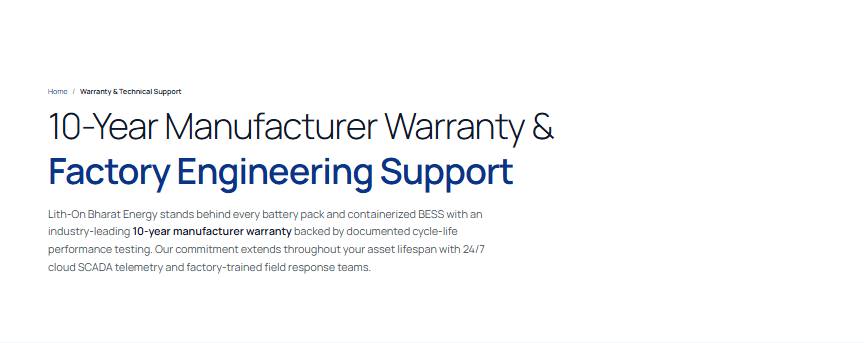 Home / Warranty & Technical Support
10-Year Manufacturer Warranty &
Factory Engineering Support
Lith-On Bharat Energy stands behind every battery pack and containerized BESS with an
industry-leading 10-year manufacturer warranty backed by documented cycle-life
performance testing. Our commitment extends throughout your asset lifespan with 24/7
cloud SCADA telemetry and factory-trained field response teams.